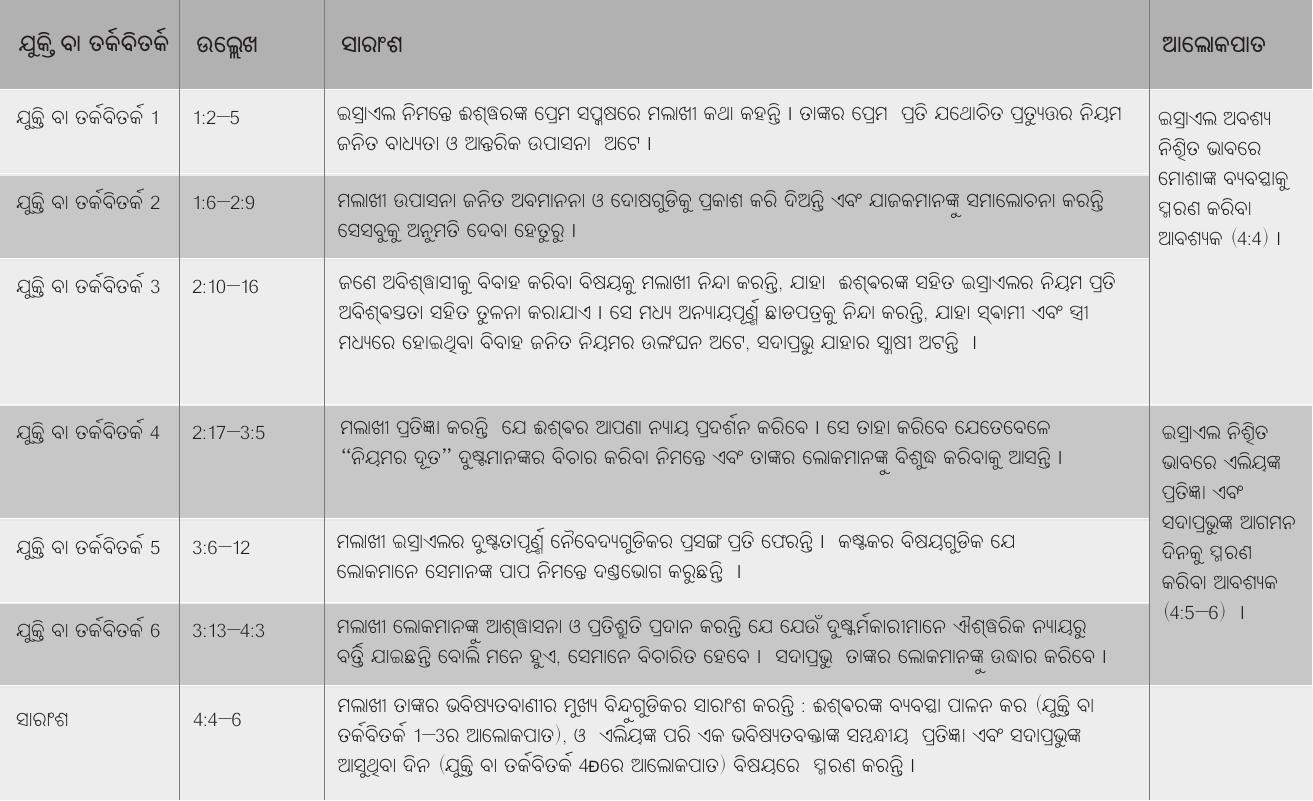 ଯୁକ୍ତି ବା ତର୍କବିତର୍କ ଉଲ୍ଲେଖ ସାରାଂଶ ଆଲୋକପାତ
ଯୁକ୍ତି ବା ତର୍କବିତର୍କ 1
1:2—5
ଇସ୍ରାଏଲ ନିମନ୍ତେ ଈଶ୍ୱରଙ୍କ ପ୍ରେମ ସପକ୍ଷରେ ମଲାଖୀ କଥା କହନ୍ତି । ତାଙ୍କର ପ୍ରେମ ପ୍ରତି ଯଥୋଚିତ ପ୍ରତ୍ୟୁତ୍ତର ନିୟମ
ଜନିତ ବାଧ୍ୟତା ଓ ଆନ୍ତରିକ ଉପାସନା ଅଟେ ।
ଇସ୍ରାଏଲ ଅବଶ୍ୟ
ନିଶ୍ଚିତ ଭାବରେ
ମୋଶାଙ୍କ ବ୍ୟବସ୍ଥାକୁ
ସ୍ମରଣ କରିବା
ଆବଶ୍ୟକ (4:4) ।
ଯୁକ୍ତି ବା ତର୍କବିତର୍କ 2
1:6—2:9
ମଲାଖୀ ଉପାସନା ଜନିତ ଅବମାନନା ଓ ଦୋଷଗୁଡିକୁ ପ୍ରକାଶ କରି ଦିଅନ୍ତି ଏବଂ ଯାଜକମାନଙ୍କୁ ସମାଲୋଚନା କରନ୍ତି
ସେସବୁକୁ ଅନୁମତି ଦେବା ହେତୁରୁ ।
ଯୁକ୍ତି ବା ତର୍କବିତର୍କ 3
2:10—16
ଜଣେ ଅବିଶ୍ୱାସୀକୁ ବିବାହ କରିବା ବିଷୟକୁ ମଲାଖୀ ନିନ୍ଦା କରନ୍ତି, ଯାହା ଈଶ୍ଵରଙ୍କ ସହିତ ଇସ୍ରାଏଲର ନିୟମ ପ୍ରତି
ଅବିଶ୍ଵସ୍ତତା ସହିତ ତୁଳନା କରାଯାଏ । ସେ ମଧ୍ୟ ଅନ୍ୟାୟପୂର୍ଣ୍ଣ ଛାଡପତ୍ରକୁ ନିନ୍ଦା କରନ୍ତି, ଯାହା ସ୍ଵାମୀ ଏବଂ ସ୍ତ୍ରୀ
ମଧ୍ୟରେ ହୋଇଥିବା ବିବାହ ଜନିତ ନିୟମର ଉଲଂଘନ ଅଟେ, ସଦାପ୍ରଭୁ ଯାହାର ସ୍ବାକ୍ଷୀ ଅଟନ୍ତି ।
ଯୁକ୍ତି ବା ତର୍କବିତର୍କ 4
2:17—3:5
ମଲାଖୀ ପ୍ରତିଜ୍ଞା କରନ୍ତି ଯେ ଈଶ୍ଵର ଆପଣା ନ୍ୟାୟ ପ୍ରଦର୍ଶନ କରିବେ । ସେ ତାହା କରିବେ ଯେତେବେଳେ
“ନିୟମର ଦୂତ” ଦୁଷ୍ଟମାନଙ୍କର ବିଚାର କରିବା ନିମନ୍ତେ ଏବଂ ତାଙ୍କର ଲୋକମାନଙ୍କୁ ବିଶୁଦ୍ଧ କରିବାକୁ ଆସନ୍ତି ।
ଇସ୍ରାଏଲ ନିଶ୍ଚିତ
ଭାବରେ ଏଲିୟଙ୍କ
ପ୍ରତିଜ୍ଞା ଏବଂ
ସଦାପ୍ରଭୁଙ୍କ ଆଗମନ
ଦିନକୁ ସ୍ମରଣ
କରିବା ଆବଶ୍ୟକ
(4:5—6) ।
ଯୁକ୍ତି ବା ତର୍କବିତର୍କ 5
3:6—12
ମଲାଖୀ ଇସ୍ରାଏଲର ଦୁଷ୍ଟତାପୂର୍ଣ୍ଣ ନୈବେଦ୍ୟଗୁଡିକର ପ୍ରସଙ୍ଗ ପ୍ରତି ଫେରନ୍ତି । କଷ୍ଟକର ବିଷୟଗୁଡିକ ଯେ
ଲୋକମାନେ ସେମାନଙ୍କ ପାପ ନିମନ୍ତେ ଦଣ୍ଡଭୋଗ କରୁଛନ୍ତି ।
ଯୁକ୍ତି ବା ତର୍କବିତର୍କ 6
3:13—4:3
ମଲାଖୀ ଲୋକମାନଙ୍କୁ ଆଶ୍ୱାସନା ଓ ପ୍ରତିଶ୍ରୁତି ପ୍ରଦାନ କରନ୍ତି ଯେ ଯେଉଁ ଦୁଷ୍କର୍ମକାରୀମାନେ ଐଶ୍ୱରିକ ନ୍ୟାୟରୁ
ବର୍ତ୍ତି ଯାଇଛନ୍ତି ବୋଲି ମନେ ହୁଏ, ସେମାନେ ବିଚାରିତ ହେବେ । ସଦାପ୍ରଭୁ ତାଙ୍କର ଲୋକମାନଙ୍କୁ ଉଦ୍ଧାର କରିବେ ।
ସାରାଂଶ
4:4—6
ମଲାଖୀ ତାଙ୍କର ଭବିଷ୍ୟତବାଣୀର ମୁଖ୍ୟ ବିନ୍ଦୁଗୁଡିକର ସାରାଂଶ କରନ୍ତି : ଈଶ୍ଵରଙ୍କ ବ୍ୟବସ୍ଥା ପାଳନ କର (ଯୁକ୍ତି ବା
ତର୍କବିତର୍କ 1—3ର ଆଲୋକପାତ), ଓ ଏଲିୟଙ୍କ ପରି ଏକ ଭବିଷ୍ୟତବକ୍ତାଙ୍କ ସମ୍ବନ୍ଧୀୟ ପ୍ରତିଜ୍ଞା ଏବଂ ସଦାପ୍ରଭୁଙ୍କ
ଆସୁଥିବା ଦିନ (ଯୁକ୍ତି ବା ତର୍କବିତର୍କ 4Ð6ର ଆଲୋକପାତ) ବିଷୟରେ ସ୍ମରଣ କରନ୍ତି ।